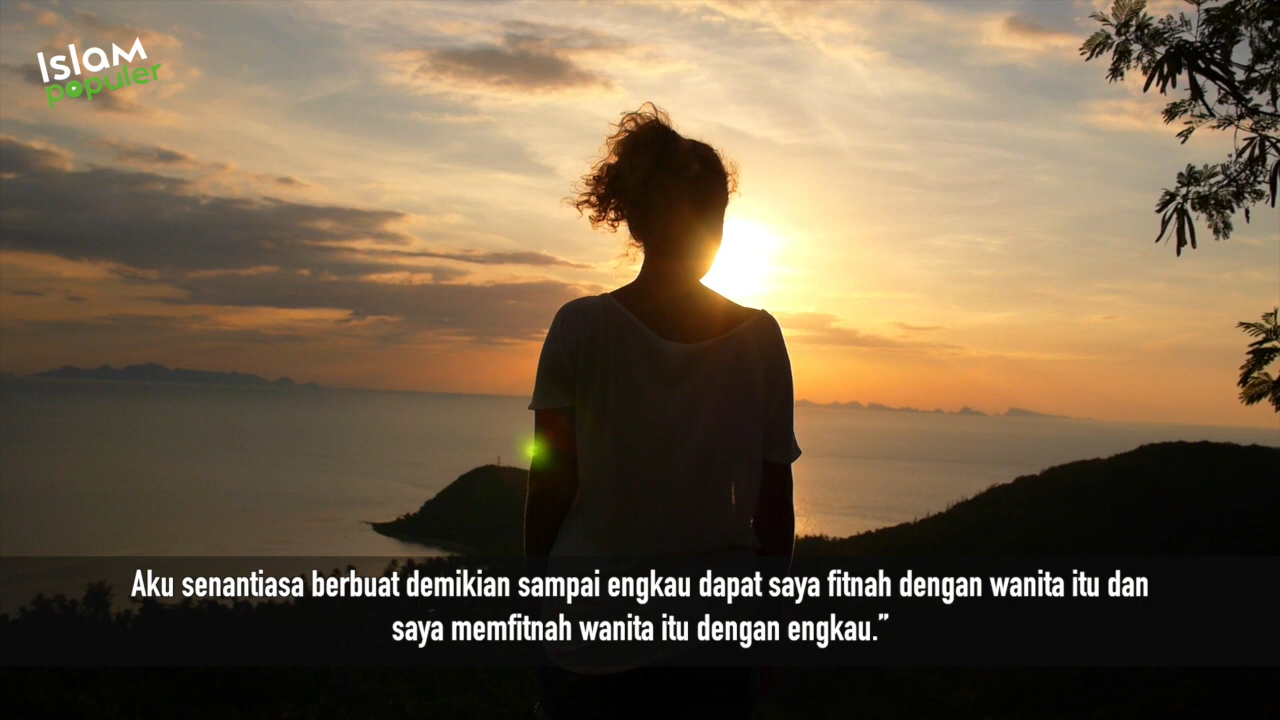 Islam
populer
Aku senantiasa berbuat demikian sampai engkau dapat saya fitnah dengan wanita itu dan
saya memfitnah wanita itu dengan engkau.”